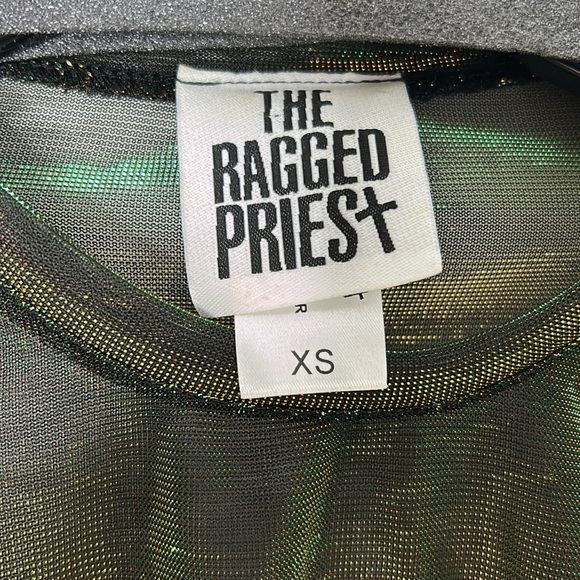 THE
RAGGED
PRIEST
R
XS